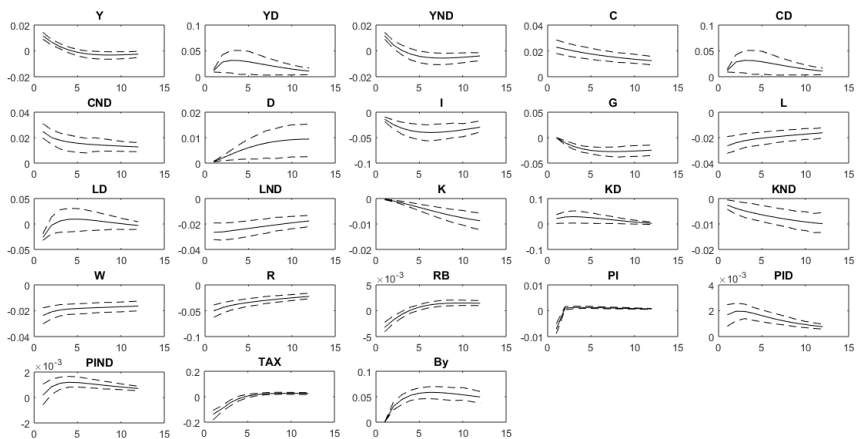 Y YD YND C CD
0.02 0.1 0.02 0.04 0.1
0 0.05 0 0.02 0.05
-0.02 0 -0.02 0 0
0 5 10 15 0 5 10 15 0 5 10 15 0 5 10 15 0 5 10 15
CND D I G L
0.04 0.02 0 0.05 0
0.02 0.01 -0.05 0 -0.02
0 0 -0.1 -0.05 -0.04
0 5 10 15 0 5 10 15 0 5 10 15 0 5 10 15 0 5 10 15
LD LND K KD KND
0.05 0 0 0.1 0
0 -0.02 -0.01 0 -0.01
-0.05 -0.04 -0.02 -0.1 -0.02
0 5 10 15 0 5 10 15 0 5 10 15 0 5 10 15 0 5 10 15
W R RB PI PID
× 10⁻³ × 10⁻³
0 0 5 0.01 4
-0.02 -0.05 0 0 2
-0.04 -0.1 -5 -0.01 0
0 5 10 15 0 5 10 15 0 5 10 15 0 5 10 15 0 5 10 15
PIND TAX By
× 10⁻³
2 0.2 0.1
0 0 0.05
-2 -0.2 0
0 5 10 15 0 5 10 15 0 5 10 15